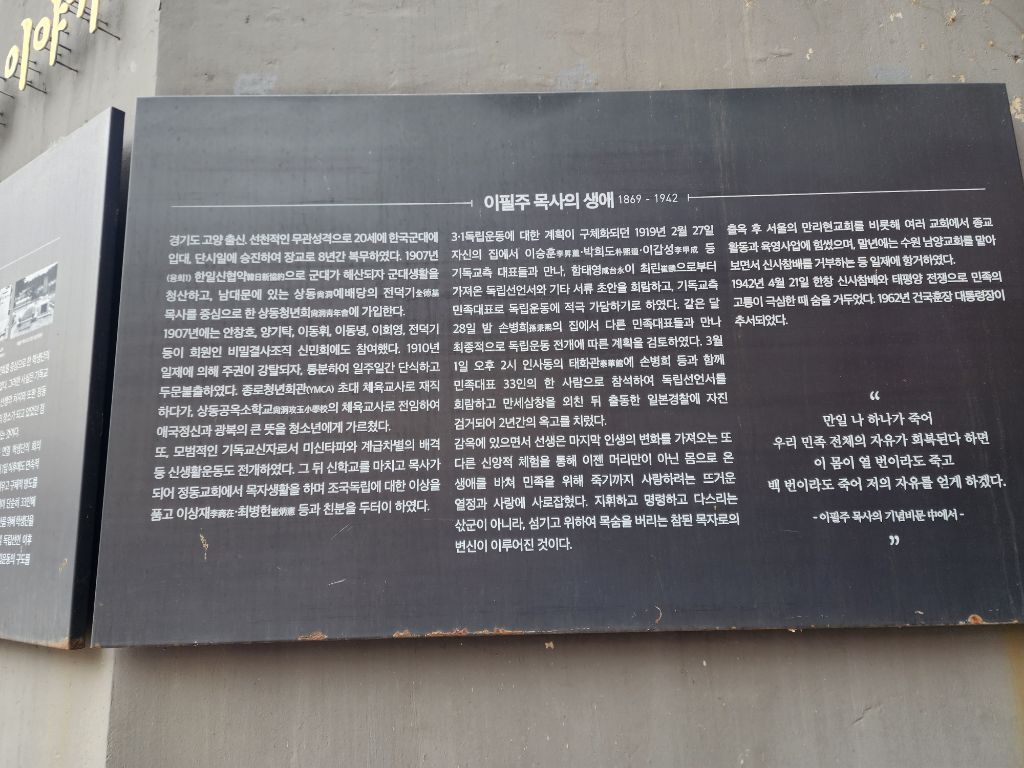 이야기
이필주 목사의 생애 1869 - 1942
경기도 고양 출신. 선천적인 무관성격으로 20세에 한국군대에
입대, 단시일에 승진하여 장교로 8년간 복무하였다. 1907년
한일신협약韓日新協約으로 군대가 해산되자 군대생활을
청산하고, 남대문에 있는 상동尙洞예배당의 전덕기全德基
목사를 중심으로 한 상동청년회尙洞靑年會에 가입한다.
1907년에는 안창호, 양기탁, 이동휘, 이동녕, 이회영, 전덕기
등이 회원인 비밀결사조직 신민회에도 참여했다. 1910년
일제에 의해 주권이 강탈되자, 통분하여 일주일간 단식하고
두문불출하였다. 종로청년회관(YMCA) 초대 체육교사로 재직
하다가, 상동공옥소학교尙洞攻玉小學校의 체육교사로 전임하여
애국정신과 광복의 큰 뜻을 청소년에게 가르쳤다.
또, 모범적인 기독교신자로서 미신타파와 계급차별의 배격
등 신생활운동도 전개하였다. 그 뒤 신학교를 마치고 목사가
되어 정동교회에서 목자생활을 하며 조국독립에 대한 이상을
품고 이상재李商在·최병헌崔炳憲 등과 친분을 두터이 하였다.
3·1독립운동에 대한 계획이 구체화되던 1919년 2월 27일
자신의 집에서 이승훈李昇薰·박희도朴熙道·이갑성李甲成 등
기독교측 대표들과 만나, 함태영咸台永이 최린崔麟으로부터
가져온 독립선언서와 기타 서류 초안을 회람하고, 기독교측
민족대표로 독립운동에 적극 가담하기로 하였다. 같은 달
28일 밤 손병희孫秉熙의 집에서 다른 민족대표들과 만나
최종적으로 독립운동 전개에 따른 계획을 검토하였다. 3월
1일 오후 2시 인사동의 태화관泰華館에 손병희 등과 함께
민족대표 33인의 한 사람으로 참석하여 독립선언서를
회람하고 만세삼창을 외친 뒤 출동한 일본경찰에 자진
검거되어 2년간의 옥고를 치렀다.
감옥에 있으면서 선생은 마지막 인생의 변화를 가져오는 또
다른 신앙적 체험을 통해 이젠 머리만이 아닌 몸으로 온
생애를 바쳐 민족을 위해 죽기까지 사랑하려는 뜨거운
열정과 사랑에 사로잡혔다. 지휘하고 명령하고 다스리는
삯군이 아니라, 섬기고 위하여 목숨을 버리는 참된 목자로의
변신이 이루어진 것이다.
출옥 후 서울의 만리현교회를 비롯해 여러 교회에서 종교
활동과 육영사업에 힘썼으며, 말년에는 수원 남양교회를 맡아
보면서 신사참배를 거부하는 등 일제에 항거하였다.
1942년 4월 21일 한창 신사참배와 태평양 전쟁으로 민족의
고통이 극심한 때 숨을 거두었다. 1962년 건국훈장 대통령장이
추서되었다.
“
만일 나 하나가 죽어
우리 민족 전체의 자유가 회복된다 하면
이 몸이 열 번이라도 죽고
백 번이라도 죽어 저의 자유를 얻게 하겠다.
- 이필주 목사의 기념비문 中에서 -
”